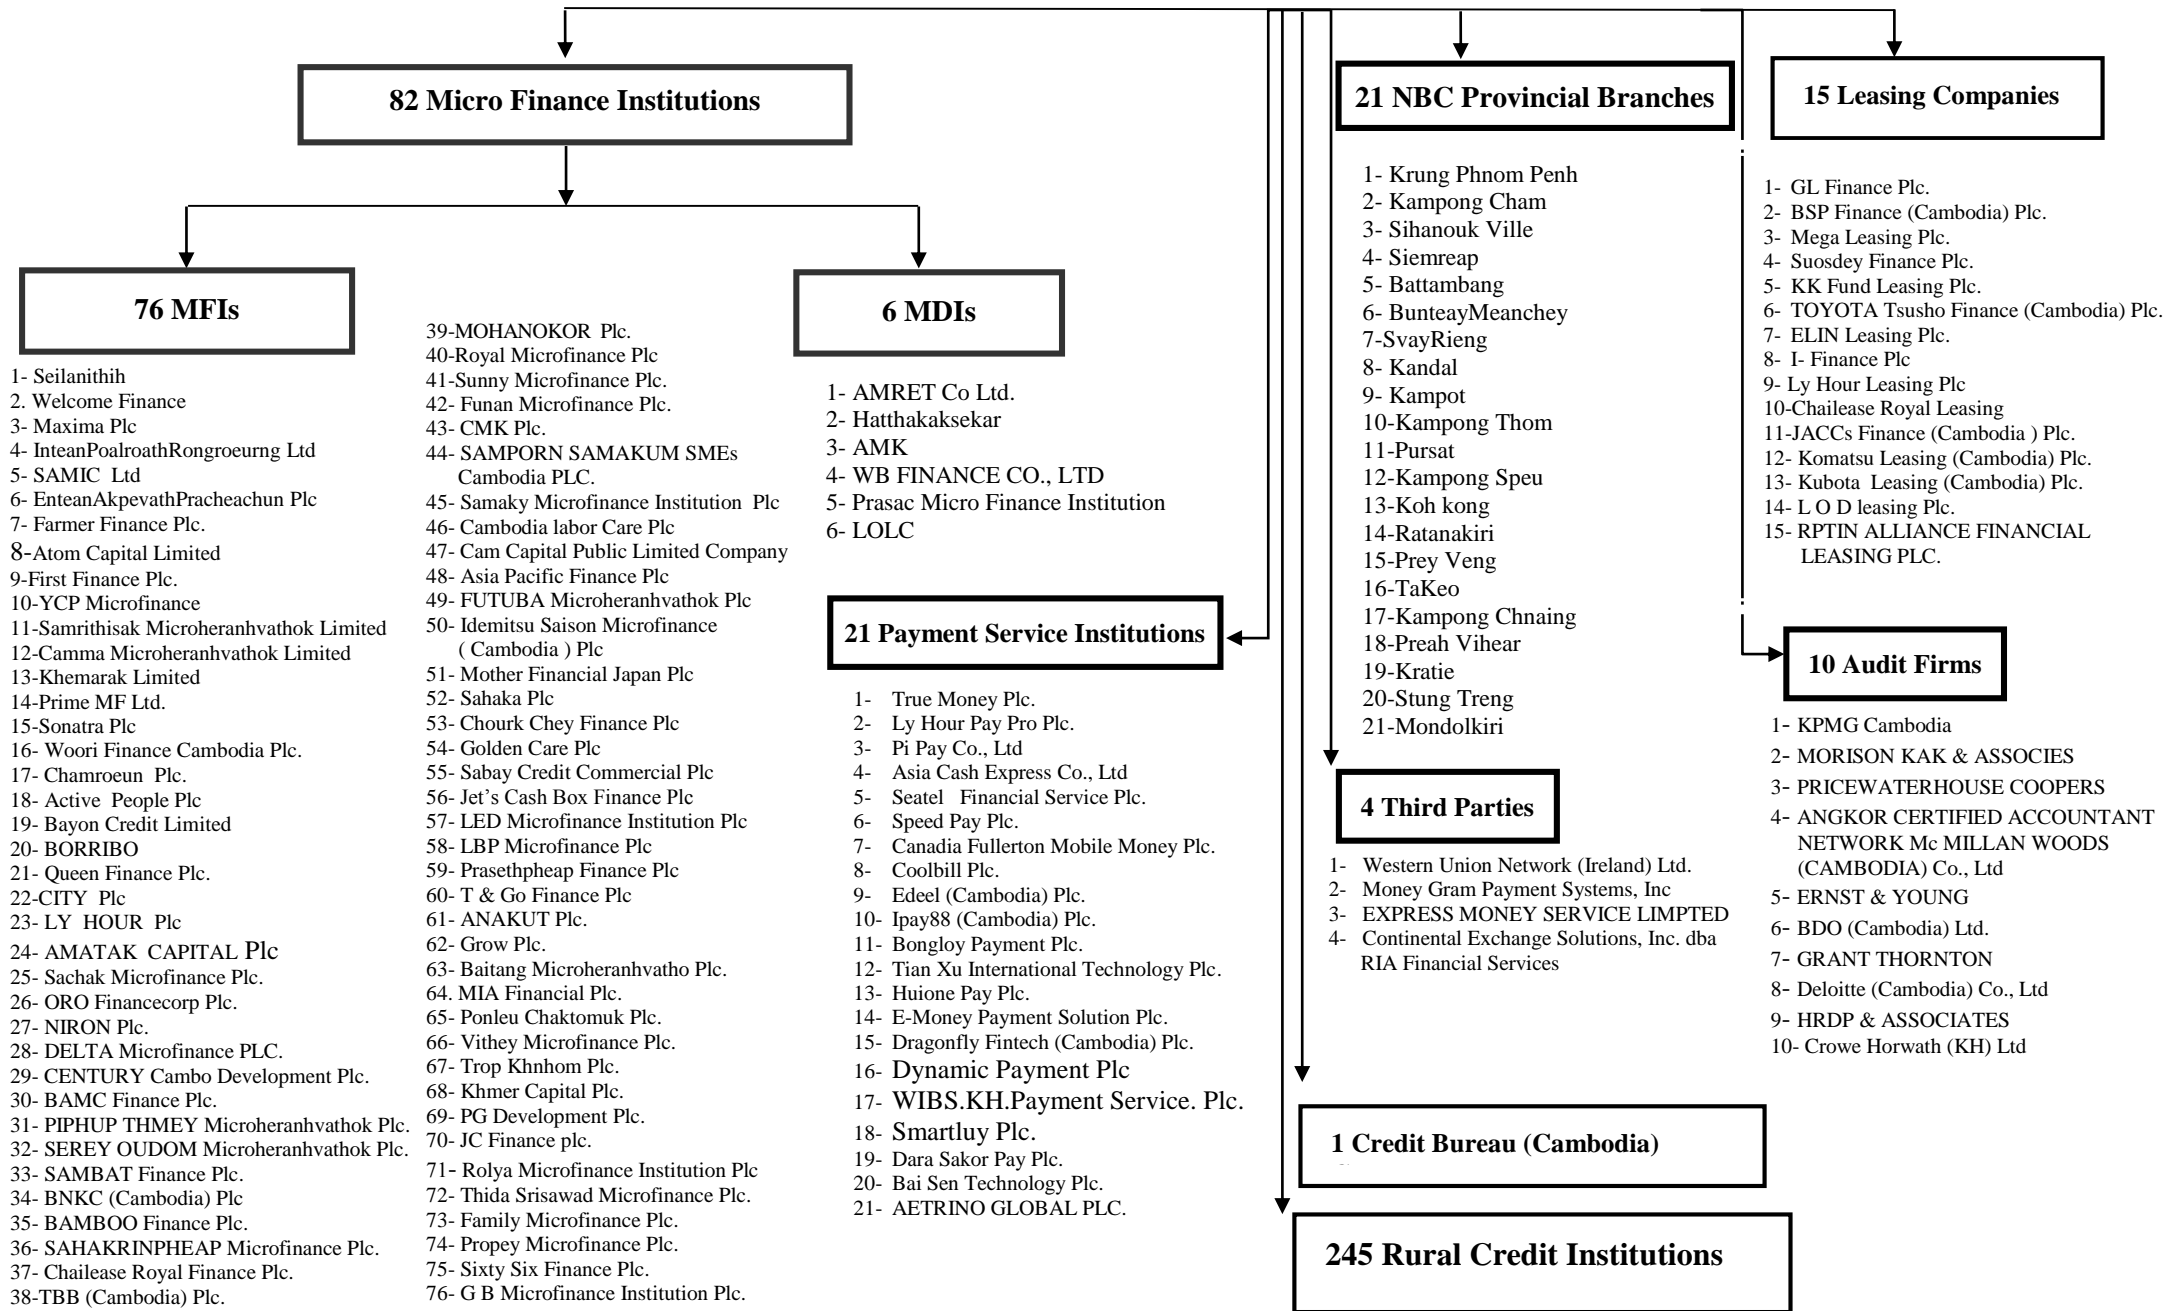 82 Micro Finance Institutions
76 MFIs
1- Seilanithih
2. Welcome Finance
3- Maxima Plc
4- InteanPoalroathRongroeurng Ltd
5- SAMIC Ltd
6- EnteanAkpevathPracheachun Plc
7- Farmer Finance Plc.
8-Atom Capital Limited
9-First Finance Plc.
10-YCP Microfinance
11-Samrithisak Microheranhvathok Limited
12-Camma Microheranhvathok Limited
13-Khemarak Limited
14-Prime MF Ltd.
15-Sonatra Plc
16- Woori Finance Cambodia Plc.
17- Chamroeun Plc.
18- Active People Plc
19- Bayon Credit Limited
20- BORRIBO
21- Queen Finance Plc.
22-CITY Plc
23- LY HOUR Plc
24- AMATAK CAPITAL Plc
25- Sachak Microfinance Plc.
26- ORO Financecorp Plc.
27- NIRON Plc.
28- DELTA Microfinance PLC.
29- CENTURY Cambo Development Plc.
30- BAMC Finance Plc.
31- PIPHUP THMEY Microheranhvathok Plc.
32- SEREY OUDOM Microheranhvathok Plc.
33- SAMBAT Finance Plc.
34- BNKC (Cambodia) Plc
35- BAMBOO Finance Plc.
36- SAHAKRINPHEAP Microfinance Plc.
37- Chailease Royal Finance Plc.
38-TBB (Cambodia) Plc.
39-MOHANOKOR Plc.
40-Royal Microfinance Plc
41-Sunny Microfinance Plc.
42- Funan Microfinance Plc.
43- CMK Plc.
44- SAMPORN SAMAKUM SMEs
Cambodia PLC.
45- Samaky Microfinance Institution Plc
46- Cambodia labor Care Plc
47- Cam Capital Public Limited Company
48- Asia Pacific Finance Plc
49- FUTUBA Microheranhvathok Plc
50- Idemitsu Saison Microfinance
( Cambodia ) Plc
51- Mother Financial Japan Plc
52- Sahaka Plc
53- Chourk Chey Finance Plc
54- Golden Care Plc
55- Sabay Credit Commercial Plc
56- Jet's Cash Box Finance Plc
57- LED Microfinance Institution Plc
58- LBP Microfinance Plc
59- Prasethpheap Finance Plc
60- T & Go Finance Plc
61- ANAKUT Plc.
62- Grow Plc.
63- Baitang Microheranhvatho Plc.
64. MIA Financial Plc.
65- Ponleu Chaktomuk Plc.
66- Vithey Microfinance Plc.
67- Trop Khnhom Plc.
68- Khmer Capital Plc.
69- PG Development Plc.
70- JC Finance plc.
71- Rolya Microfinance Institution Plc
72- Thida Srisawad Microfinance Plc.
73- Family Microfinance Plc.
74- Propey Microfinance Plc.
75- Sixty Six Finance Plc.
76- G B Microfinance Institution Plc.
6 MDIs
1- AMRET Co Ltd.
2- Hatthakaksekar
3- AMK
4- WB FINANCE CO., LTD
5- Prasac Micro Finance Institution
6- LOLC
21 Payment Service Institutions
1- True Money Plc.
2- Ly Hour Pay Pro Plc.
3- Pi Pay Co., Ltd
4- Asia Cash Express Co., Ltd
5- Seatel Financial Service Plc.
6- Speed Pay Plc.
7- Canadia Fullerton Mobile Money Plc.
8- Coolbill Plc.
9- Edeel (Cambodia) Plc.
10- Ipay88 (Cambodia) Plc.
11- Bongloy Payment Plc.
12- Tian Xu International Technology Plc.
13- Huione Pay Plc.
14- E-Money Payment Solution Plc.
15- Dragonfly Fintech (Cambodia) Plc.
16- Dynamic Payment Plc
17- WIBS.KH.Payment Service. Plc.
18- Smartluy Plc.
19- Dara Sakor Pay Plc.
20- Bai Sen Technology Plc.
21- AETRINO GLOBAL PLC.
21 NBC Provincial Branches
1- Krung Phnom Penh
2- Kampong Cham
3- Sihanouk Ville
4- Siemreap
5- Battambang
6- BunteayMeanchey
7-SvayRieng
8- Kandal
9- Kampot
10-Kampong Thom
11-Pursat
12-Kampong Speu
13-Koh kong
14-Ratanakiri
15-Prey Veng
16-TaKeo
17-Kampong Chnaing
18-Preah Vihear
19-Kratie
20-Stung Treng
21-Mondolkiri
4 Third Parties
1- Western Union Network (Ireland) Ltd.
2- Money Gram Payment Systems, Inc
3- EXPRESS MONEY SERVICE LIMPTED
4- Continental Exchange Solutions, Inc. dba
RIA Financial Services
1 Credit Bureau (Cambodia)
245 Rural Credit Institutions
15 Leasing Companies
1- GL Finance Plc.
2- BSP Finance (Cambodia) Plc.
3- Mega Leasing Plc.
4- Suosdey Finance Plc.
5- KK Fund Leasing Plc.
6- TOYOTA Tsusho Finance (Cambodia) Plc.
7- ELIN Leasing Plc.
8- I- Finance Plc
9- Ly Hour Leasing Plc
10-Chailease Royal Leasing
11-JACCs Finance (Cambodia ) Plc.
12- Komatsu Leasing (Cambodia) Plc.
13- Kubota Leasing (Cambodia) Plc.
14- L O D leasing Plc.
15- RPTIN ALLIANCE FINANCIAL
LEASING PLC.
10 Audit Firms
1- KPMG Cambodia
2- MORISON KAK & ASSOCIES
3- PRICEWATERHOUSE COOPERS
4- ANGKOR CERTIFIED ACCOUNTANT
NETWORK Mc MILLAN WOODS
(CAMBODIA) Co., Ltd
5- ERNST & YOUNG
6- BDO (Cambodia) Ltd.
7- GRANT THORNTON
8- Deloitte (Cambodia) Co., Ltd
9- HRDP & ASSOCIATES
10- Crowe Horwath (KH) Ltd